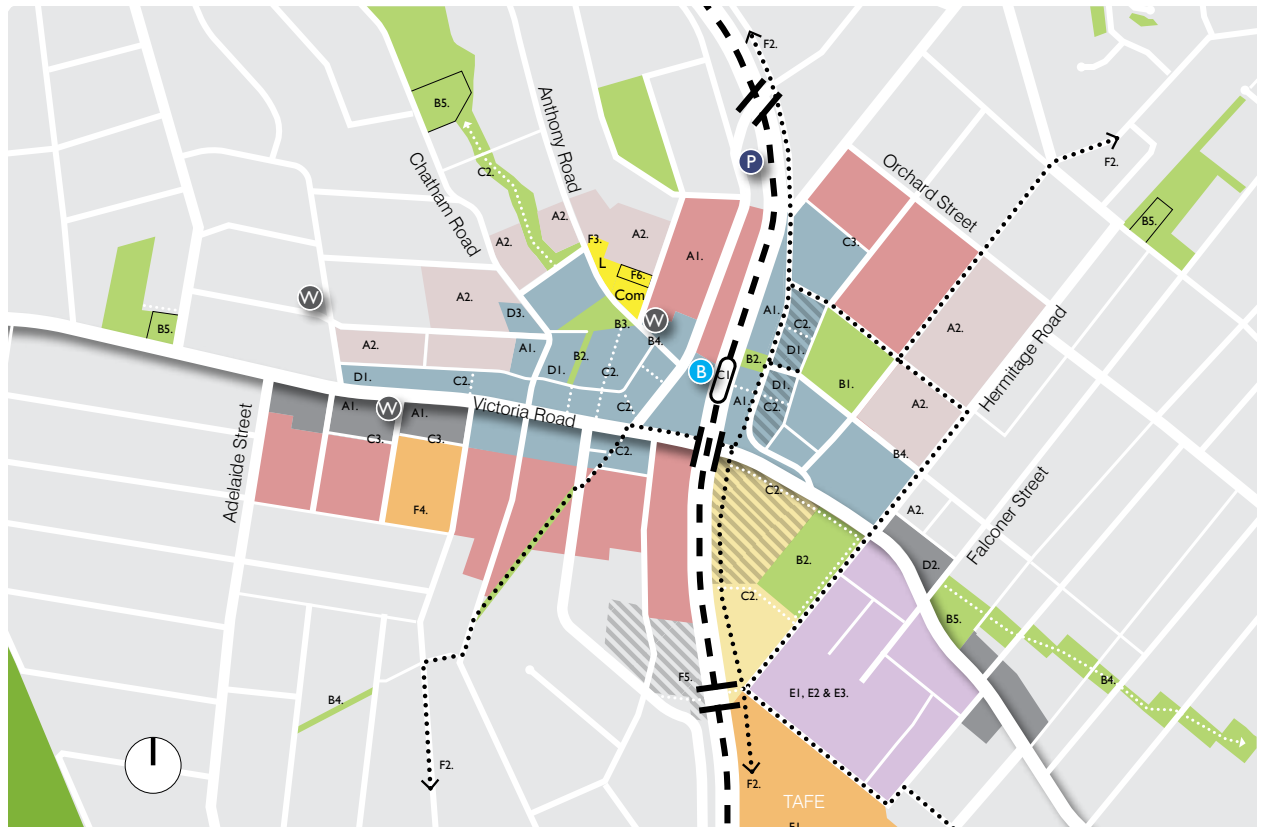 F2.
B5.
Anthony Road
P
Orchard Street
F2.
Chatham Road
C2.
B5.
A2.
A2.
A2.
F3.
C3.
L
A1.
F6.
Com
W
A2.
D3.
B3.
W
B4.
A1.
C2.
D1.
A2.
Hermitage Road
B5.
A2.
A1.
B2.
D1.
C2.
B
C1
B2.
D1.
C2.
B1.
D1.
C2.
C2.
A1.
A2.
A1.
W
A1.
Victoria Road
C3.
C3.
C2.
B4.
Adelaide Street
C2.
A2.
Falconer Street
F4.
B2.
D2.
C2.
B5.
F5.
B4.
B4.
E1, E2 & E3.
F2.
F2.
TAFE